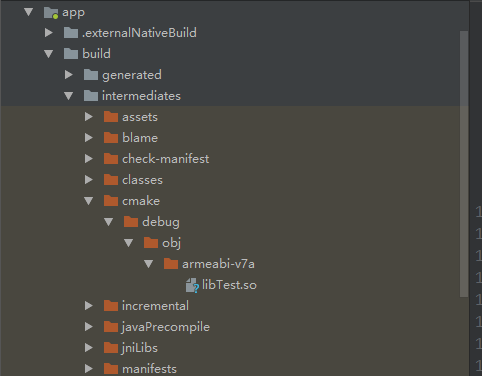 app
.externalNativeBuild
build
generated
intermediates
assets
blame
check-manifest
classes
cmake
debug
obj
armeabi-v7a
libTest.so
incremental
javaPrecompile
jniLibs
manifests